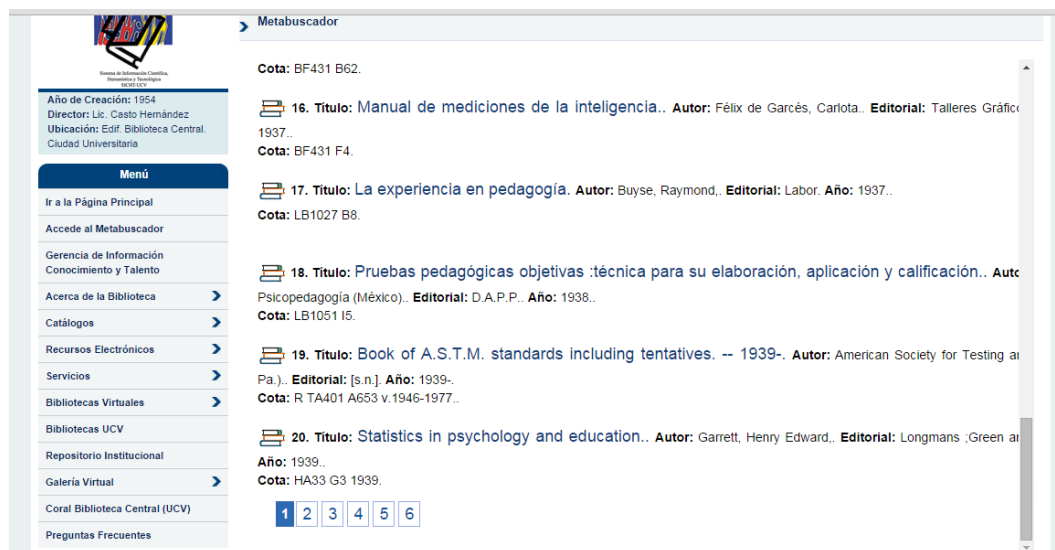 Metabuscador
Sistema de Información Científica,
Humanística y Tecnológica
SICHT-UCV
Año de Creación: 1954
Director: Lic. Casto Hernández
Ubicación: Edif. Biblioteca Central.
Ciudad Universitaria
Menú
Ir a la Página Principal
Accede al Metabuscador
Gerencia de Información
Conocimiento y Talento
Acerca de la Biblioteca
Catálogos
Recursos Electrónicos
Servicios
Bibliotecas Virtuales
Bibliotecas UCV
Repositorio Institucional
Galería Virtual
Coral Biblioteca Central (UCV)
Preguntas Frecuentes
Cota: BF431 B62.
16. Título: Manual de mediciones de la inteligencia.. Autor: Félix de Garcés, Carlota.. Editorial: Talleres Gráfico
1937..
Cota: BF431 F4.
17. Título: La experiencia en pedagogía. Autor: Buyse, Raymond,. Editorial: Labor. Año: 1937..
Cota: LB1027 B8.
18. Título: Pruebas pedagógicas objetivas :técnica para su elaboración, aplicación y calificación.. Auto
Psicopedagogía (México).. Editorial: D.A.P.P.. Año: 1938..
Cota: LB1051 I5.
19. Título: Book of A.S.T.M. standards including tentatives. -- 1939-. Autor: American Society for Testing an
Pa.).. Editorial: [s.n.]. Año: 1939-.
Cota: R TA401 A653 v.1946-1977..
20. Título: Statistics in psychology and education.. Autor: Garrett, Henry Edward,. Editorial: Longmans ;Green an
Año: 1939..
Cota: HA33 G3 1939.
1 2 3 4 5 6